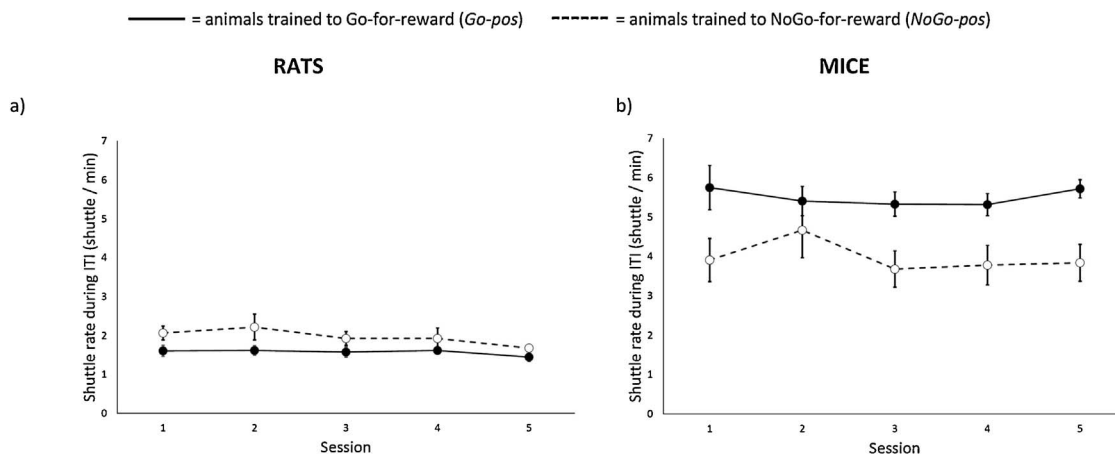 = animals trained to Go-for-reward (Go-pos) = animals trained to NoGo-for-reward (NoGo-pos)
RATS
MICE
a)
b)
Shuttle rate during ITI (shuttle / min)
7
6
5
4
3
2
1
0
1 2 3 4 5
Session
Shuttle rate during ITI (shuttle / min)
7
6
5
4
3
2
1
0
1 2 3 4 5
Session